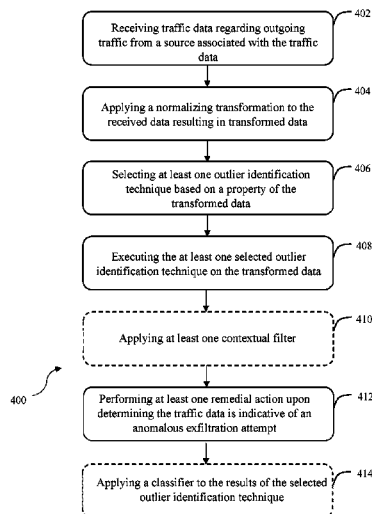 Receiving traffic data regarding outgoing
traffic from a source associated with the traffic
data
402
Applying a normalizing transformation to the
received data resulting in transformed data
404
Selecting at least one outlier identification
technique based on a property of the
transformed data
406
Executing the at least one selected outlier
identification technique on the transformed data
408
Applying at least one contextual filter
410
400
Performing at least one remedial action upon
determining the traffic data is indicative of an
anomalous exfiltration attempt
412
Applying a classifier to the results of the selected
outlier identification technique
414